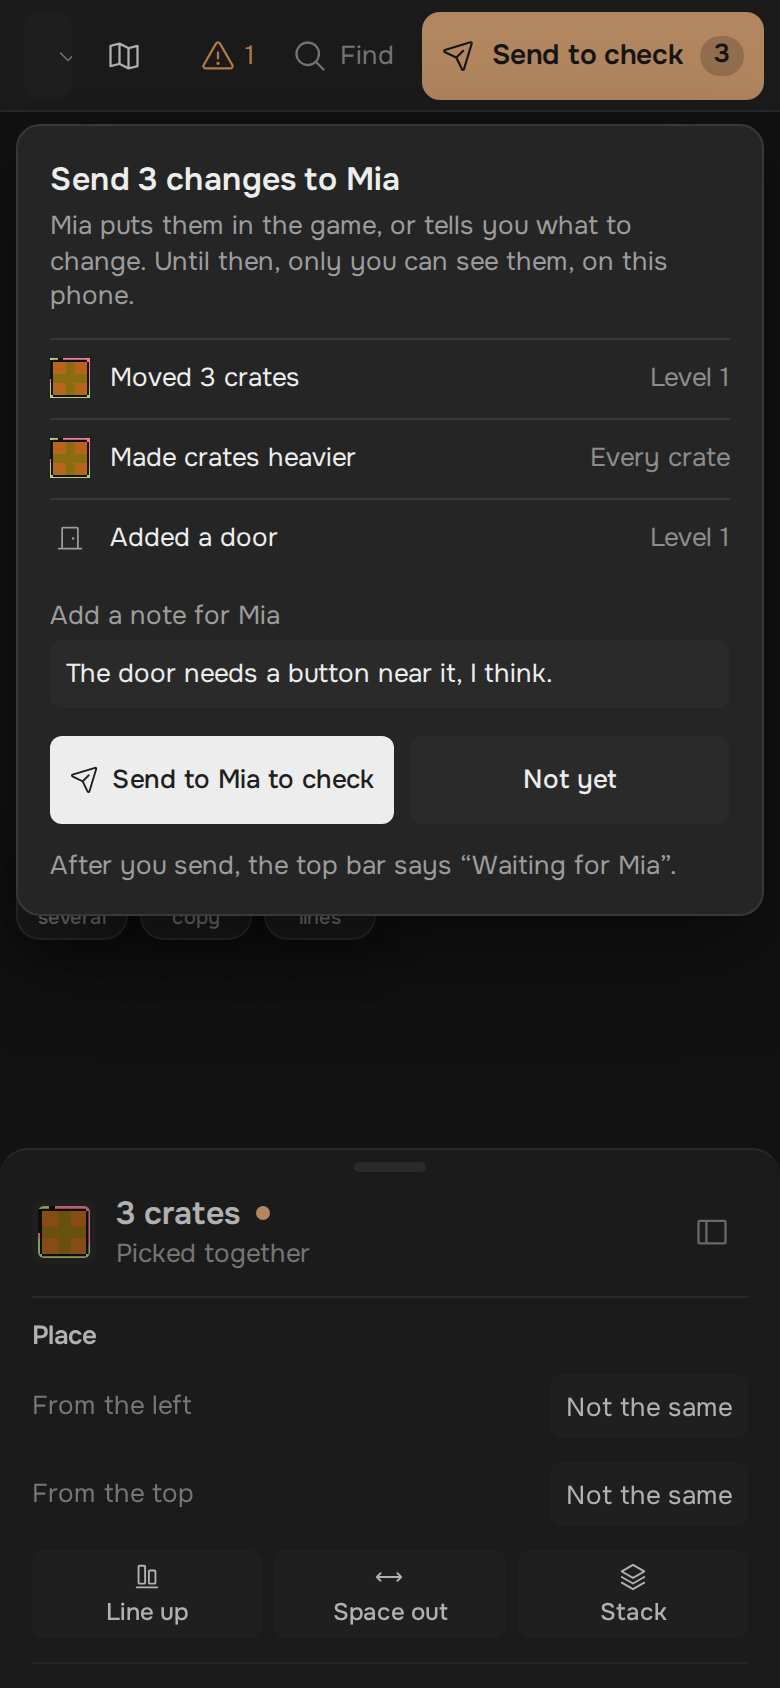 1
Find
Send to check
3
Send 3 changes to Mia
Mia puts them in the game, or tells you what to
change. Until then, only you can see them, on this
phone.
Moved 3 crates
Level 1
Made crates heavier
Every crate
Added a door
Level 1
Add a note for Mia
The door needs a button near it, I think.
Send to Mia to check
Not yet
After you send, the top bar says “Waiting for Mia”.
several
copy
lines
3 crates
Picked together
Place
From the left
Not the same
From the top
Not the same
Line up
Space out
Stack